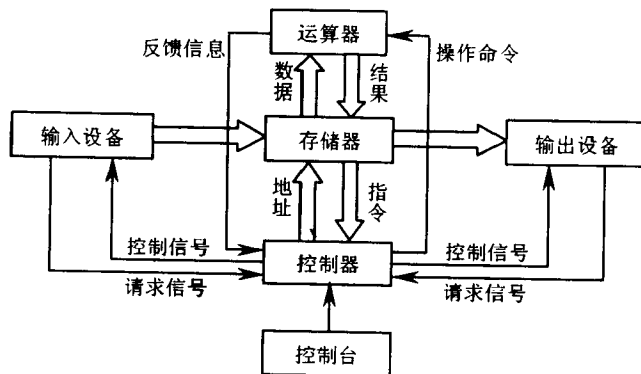 运算器
反馈信息
操作命令
数据
结果
输入设备
存储器
输出设备
地址
指令
控制信号
控制器
控制信号
请求信号
请求信号
控制台